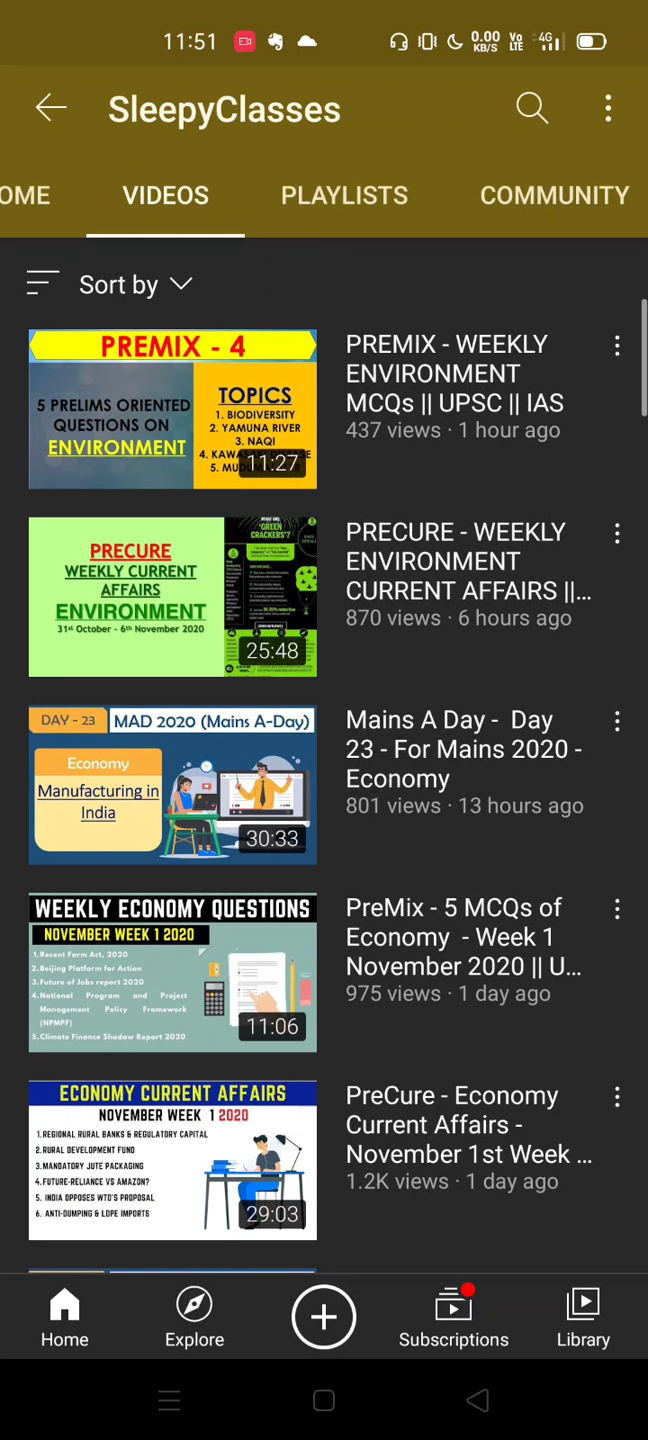 11:51 0.00 KB/S Vo LTE 4G
SleepyClasses
OME VIDEOS PLAYLISTS COMMUNITY
Sort by
PREMIX - 4
5 PRELIMS ORIENTED
QUESTIONS ON
ENVIRONMENT
TOPICS
1. BIODIVERSITY
2. YAMUNA RIVER
3. NAQI
4.
5.
11:27
PREMIX - WEEKLY
ENVIRONMENT
MCQs || UPSC || IAS
437 views · 1 hour ago
PRECURE
WEEKLY CURRENT
AFFAIRS
ENVIRONMENT
31st October - 6th November 2020
'GREEN
CRACKERS'?
25:48
PRECURE - WEEKLY
ENVIRONMENT
CURRENT AFFAIRS ||...
870 views · 6 hours ago
DAY - 23 MAD 2020 (Mains A-Day)
Economy
Manufacturing in
India
30:33
Mains A Day - Day
23 - For Mains 2020 -
Economy
801 views · 13 hours ago
WEEKLY ECONOMY QUESTIONS
NOVEMBER WEEK 1 2020
1.Recent Farm Act, 2020
2.Beijing Platform for Action
3.Future of Jobs report 2020
4.National Program and Project
Management Policy Framework
(NPMPF)
5.Climate Finance Shadow Report 2020
11:06
PreMix - 5 MCQs of
Economy - Week 1
November 2020 || U...
975 views · 1 day ago
ECONOMY CURRENT AFFAIRS
NOVEMBER WEEK 1 2020
1.REGIONAL RURAL BANKS & REGULATORY CAPITAL
2.RURAL DEVELOPMENT FUND
3.MANDATORY JUTE PACKAGING
4.FUTURE-RELIANCE VS AMAZON?
5. INDIA OPPOSES WTO'S PROPOSAL
6. ANTI-DUMPING & LDPE IMPORTS
29:03
PreCure - Economy
Current Affairs -
November 1st Week ...
1.2K views · 1 day ago
Home Explore Subscriptions Library